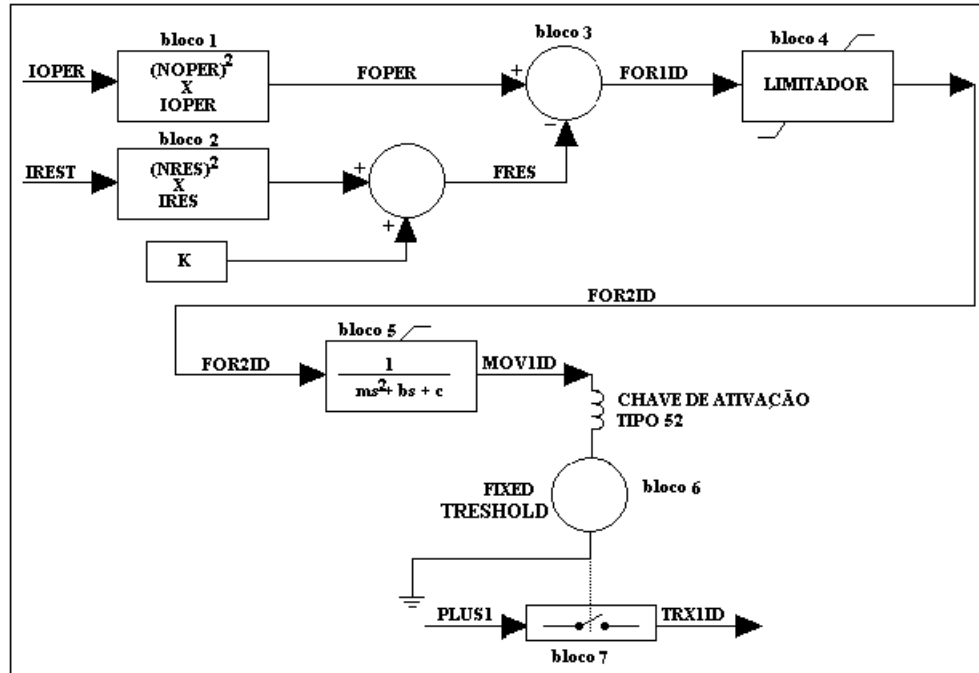 bloco 1
IOPER
(NOPER)²
X
IOPER
FOPER
+
bloco 3
−
FOR1ID
bloco 4
LIMITADOR
bloco 2
IREST
(NRES)²
X
IRES
+
+
FRES
K
FOR2ID
bloco 5
FOR2ID
1
ms²+ bs + c
MOV1ID
CHAVE DE ATIVAÇÃO
TIPO 52
FIXED
TRESHOLD
bloco 6
PLUS1
TRX1ID
bloco 7